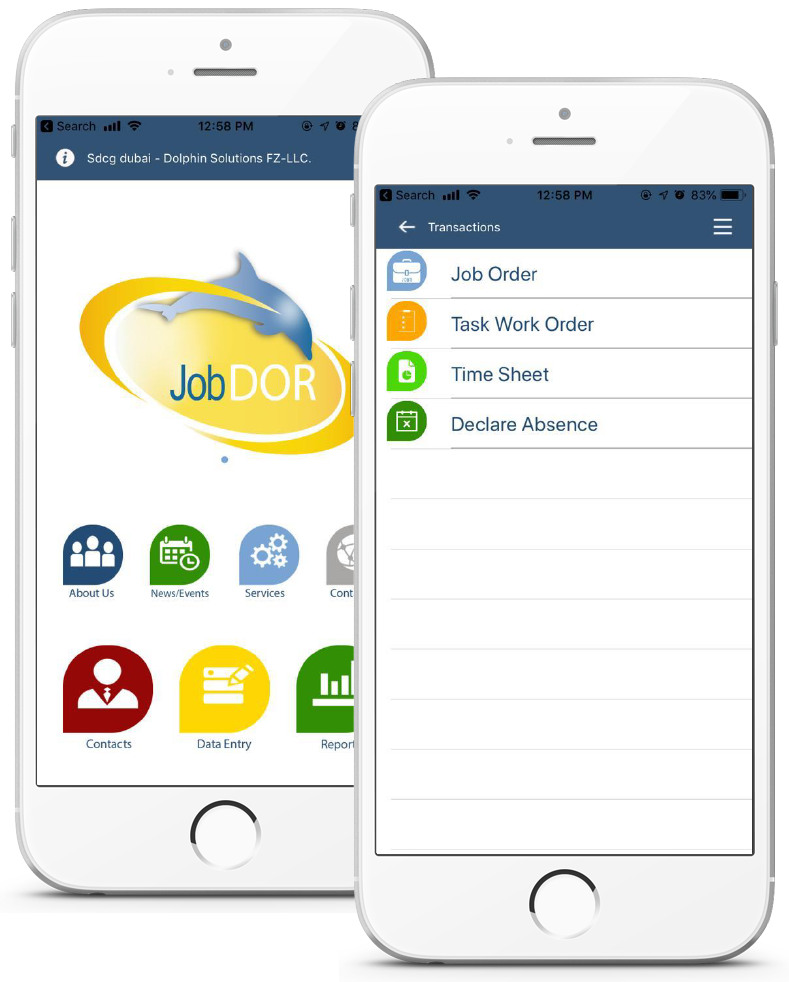 Search 12:58 PM
Sdcg dubai - Dolphin Solutions FZ-LLC.
JobDOR
About Us News/Events Services Cont
Contacts Data Entry Report
Search 12:58 PM 83%
Transactions
Job Order
Task Work Order
Time Sheet
Declare Absence